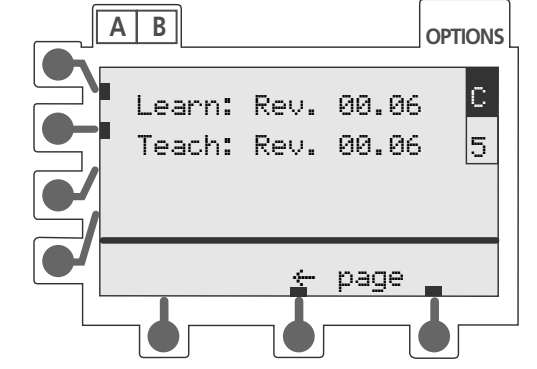 A B
OPTIONS
C
Learn: Rev. 00.06
Teach: Rev. 00.06
5
← page